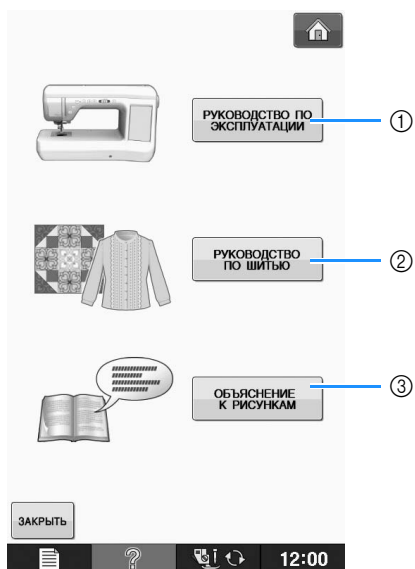 РУКОВОДСТВО ПО
ЭКСПЛУАТАЦИИ
①
РУКОВОДСТВО
ПО ШИТЬЮ
②
ОБЪЯСНЕНИЕ
К РИСУНКАМ
③
ЗАКРЫТЬ
?
12:00